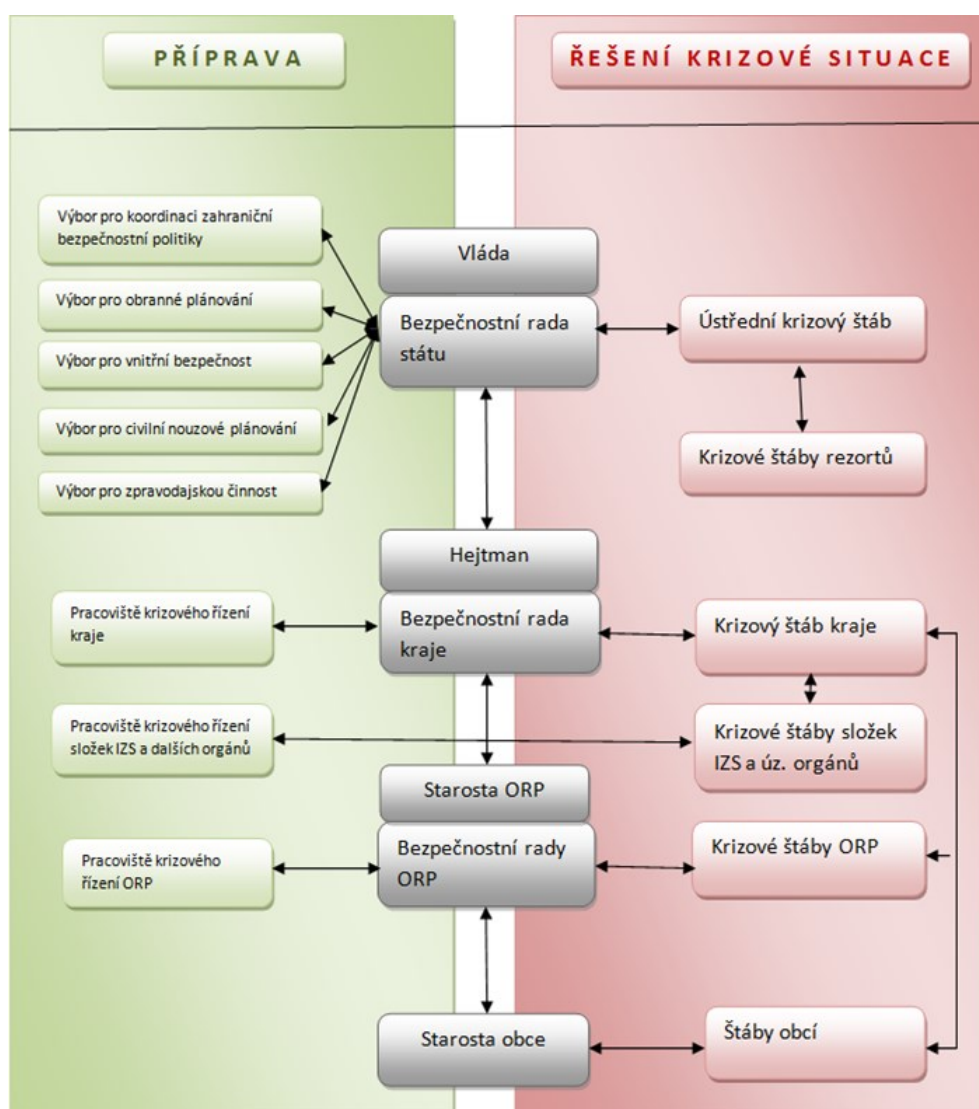 PŘÍPRAVA
ŘEŠENÍ KRIZOVÉ SITUACE
Výbor pro koordinaci zahraniční
bezpečnostní politiky
Výbor pro obranné plánování
Výbor pro vnitřní bezpečnost
Výbor pro civilní nouzové plánování
Výbor pro zpravodajskou činnost
Vláda
Bezpečnostní rada
státu
Ústřední krizový štáb
Krizové štáby rezortů
Hejtman
Pracoviště krizového řízení
kraje
Bezpečnostní rada
kraje
Krizový štáb kraje
Pracoviště krizového řízení
složek IZS a dalších orgánů
Krizové štáby složek
IZS a úz. orgánů
Starosta ORP
Pracoviště krizového
řízení ORP
Bezpečnostní rady
ORP
Krizové štáby ORP
Starosta obce
Štáby obcí